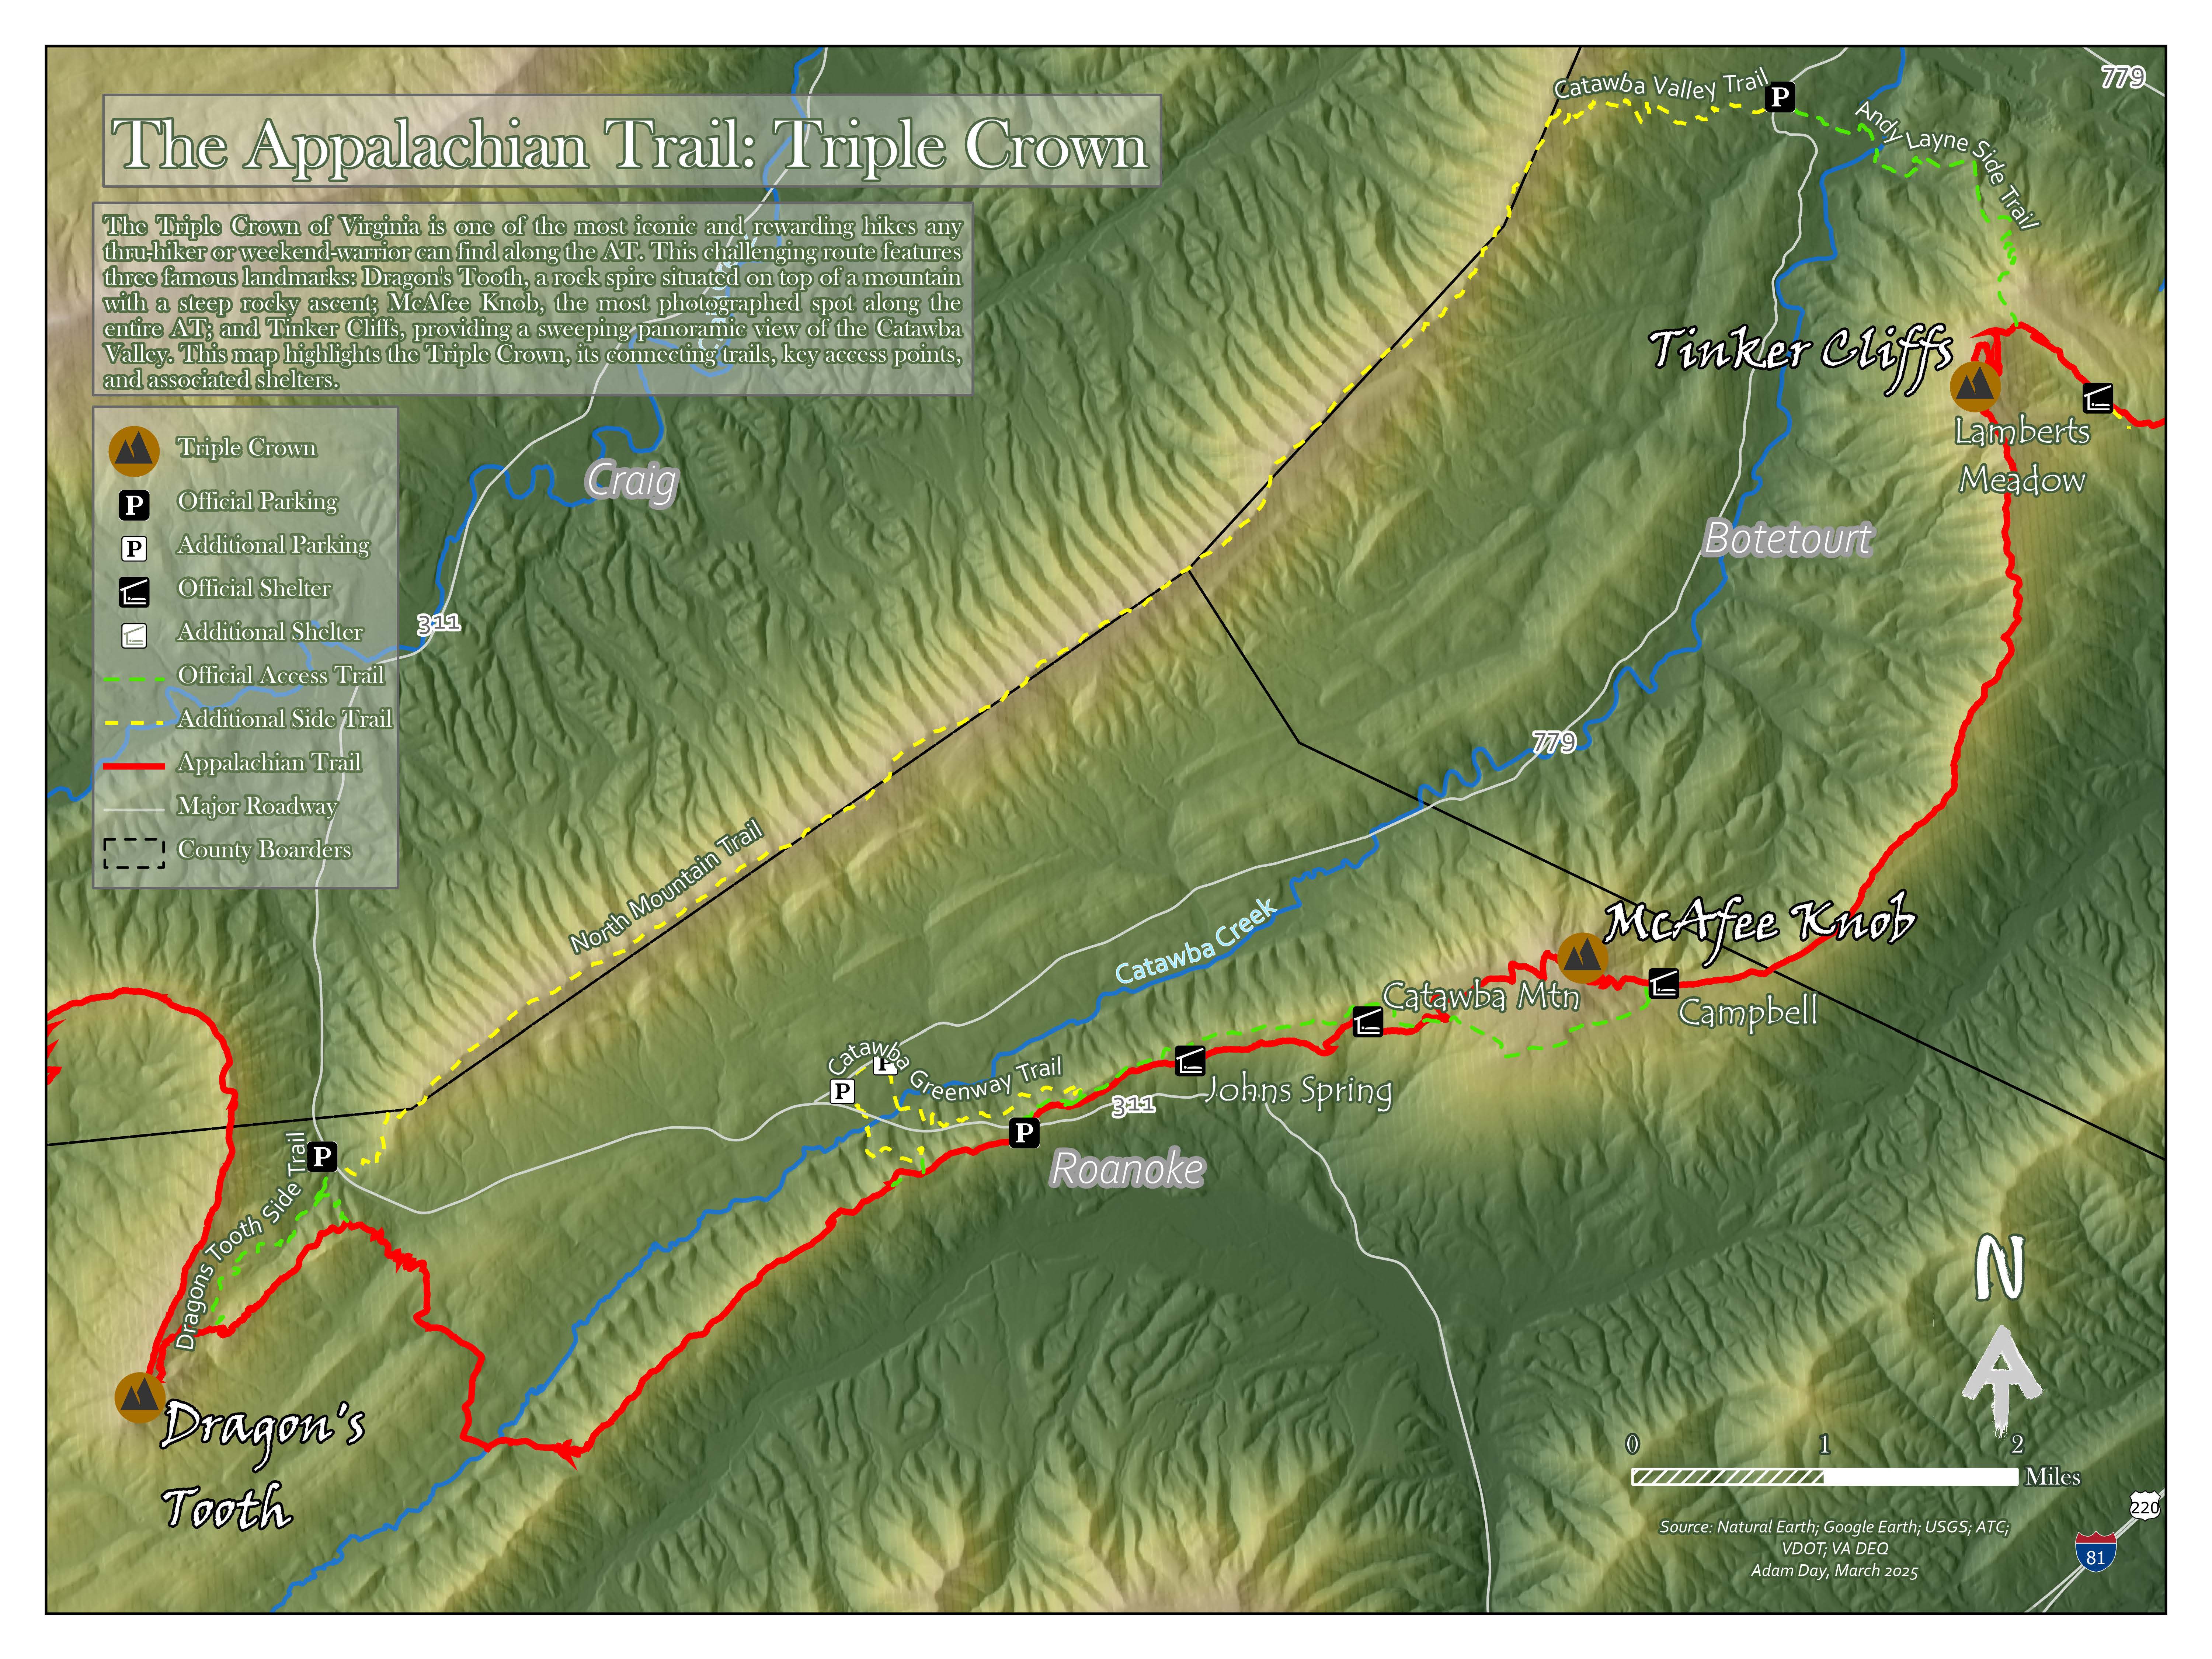 The Appalachian Trail: Triple Crown
The Triple Crown of Virginia is one of the most iconic and rewarding hikes any
thru-hiker or weekend-warrior can find along the AT. This challenging route features
three famous landmarks: Dragon's Tooth, a rock spire situated on top of a mountain
with a steep rocky ascent; McAfee Knob, the most photographed spot along the
entire AT; and Tinker Cliffs, providing a sweeping panoramic view of the Catawba
Valley. This map highlights the Triple Crown, its connecting trails, key access points,
and associated shelters.
Triple Crown
P Official Parking
P Additional Parking
Official Shelter
Additional Shelter
Official Access Trail
Additional Side Trail
Appalachian Trail
Major Roadway
County Boarders
Catawba Valley Trail
P
779
Andy Layne Side Trail
Tinker Cliffs
Lamberts
Meadow
Craig
Botetourt
311
779
North Mountain Trail
McAfee Knob
Catawba Creek
Catawba Mtn
Campbell
Catawba Greenway Trail
P
P
Johns Spring
311
P
Roanoke
P
Dragons Tooth Side Trail
Dragon's
Tooth
N
0 1 2
Miles
220
81
Source: Natural Earth; Google Earth; USGS; ATC;
VDOT; VA DEQ
Adam Day, March 2025